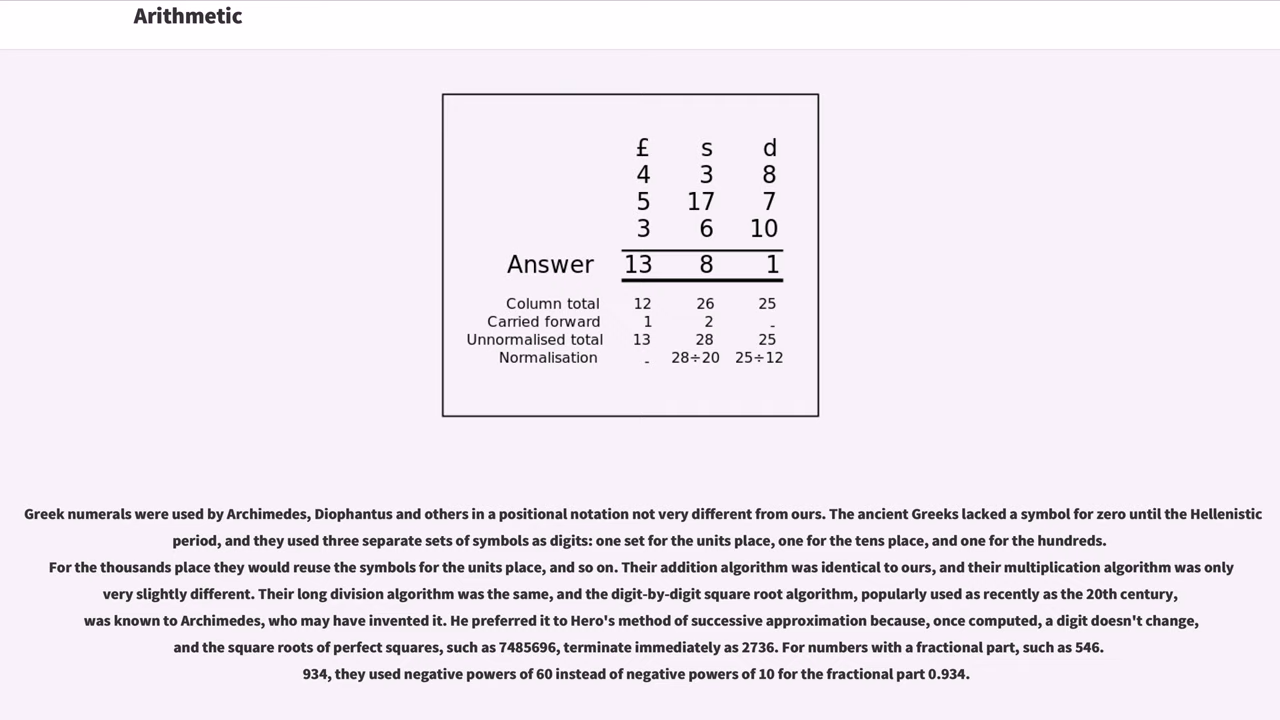 Arithmetic
£ s d
4 3 8
5 17 7
3 6 10
Answer 13 8 1
Column total 12 26 25
Carried forward 1 2 -
Unnormalised total 13 28 25
Normalisation - 28÷20 25÷12
Greek numerals were used by Archimedes, Diophantus and others in a positional notation not very different from ours. The ancient Greeks lacked a symbol for zero until the Hellenistic
period, and they used three separate sets of symbols as digits: one set for the units place, one for the tens place, and one for the hundreds.
For the thousands place they would reuse the symbols for the units place, and so on. Their addition algorithm was identical to ours, and their multiplication algorithm was only
very slightly different. Their long division algorithm was the same, and the digit-by-digit square root algorithm, popularly used as recently as the 20th century,
was known to Archimedes, who may have invented it. He preferred it to Hero's method of successive approximation because, once computed, a digit doesn't change,
and the square roots of perfect squares, such as 7485696, terminate immediately as 2736. For numbers with a fractional part, such as 546.
934, they used negative powers of 60 instead of negative powers of 10 for the fractional part 0.934.